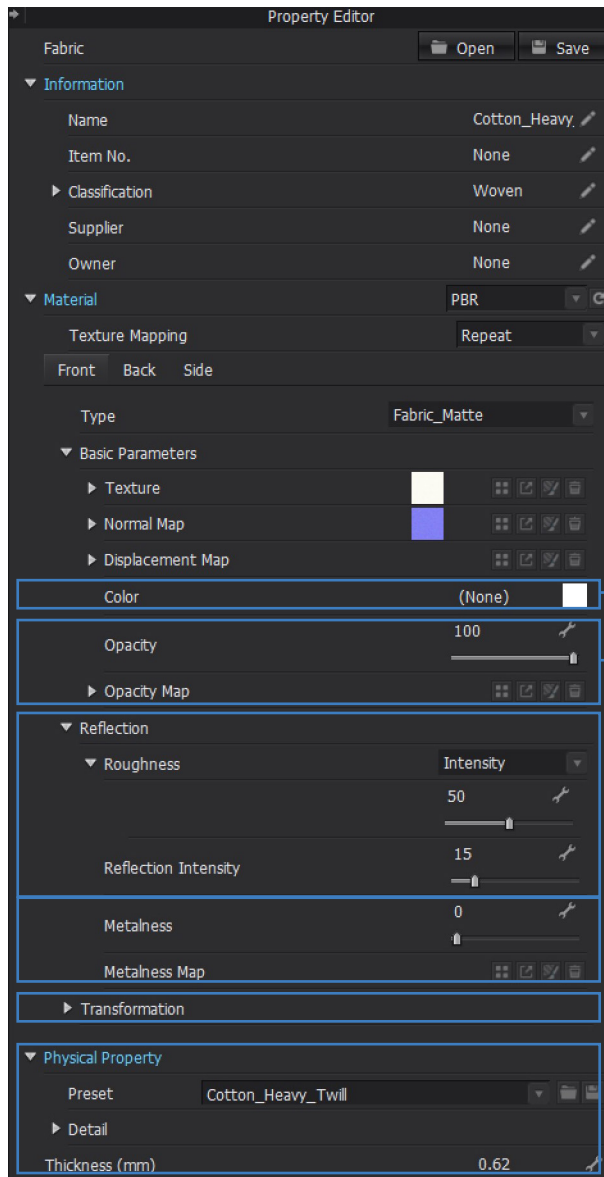 Property Editor
Fabric Open Save
Information
Name Cotton_Heavy_
Item No. None
Classification Woven
Supplier None
Owner None
Material PBR
Texture Mapping Repeat
Front Back Side
Type Fabric_Matte
Basic Parameters
Texture
Normal Map
Displacement Map
Color (None)
Opacity 100
Opacity Map
Reflection
Roughness Intensity
50
Reflection Intensity 15
Metalness 0
Metalness Map
Transformation
Physical Property
Preset Cotton_Heavy_Twill
Detail
Thickness (mm) 0.62